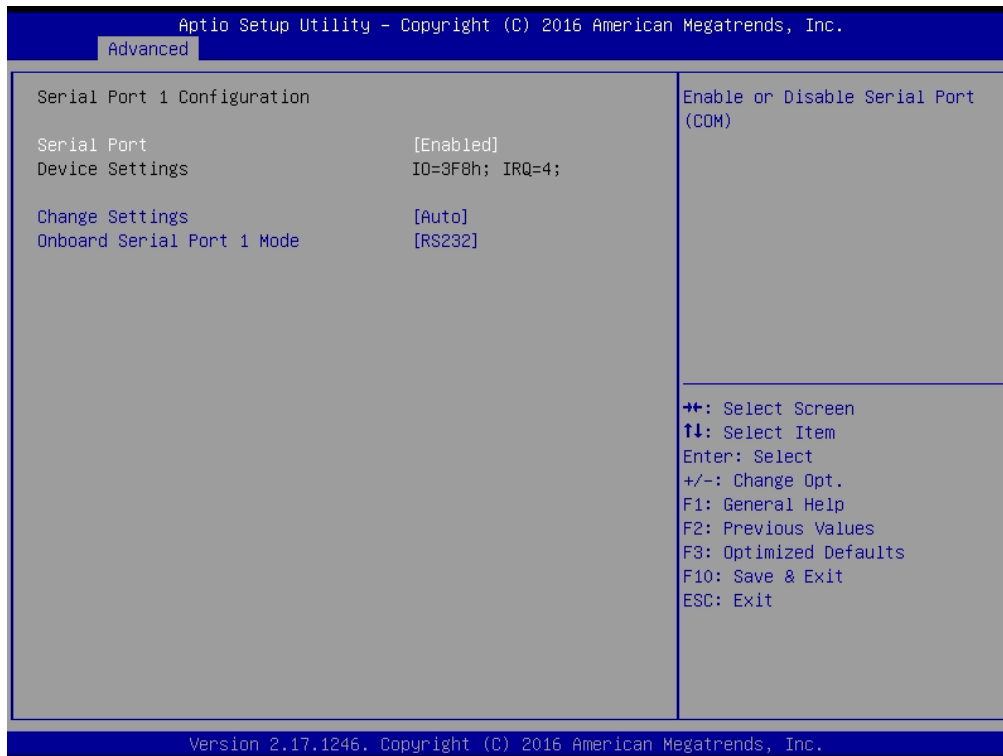 Aptio Setup Utility – Copyright (C) 2016 American Megatrends, Inc.
Advanced
Serial Port 1 Configuration
Serial Port [Enabled]
Device Settings IO=3F8h; IRQ=4;
Change Settings [Auto]
Onboard Serial Port 1 Mode [RS232]
Enable or Disable Serial Port
(COM)
→←: Select Screen
↑↓: Select Item
Enter: Select
+/-: Change Opt.
F1: General Help
F2: Previous Values
F3: Optimized Defaults
F10: Save & Exit
ESC: Exit
Version 2.17.1246. Copyright (C) 2016 American Megatrends, Inc.